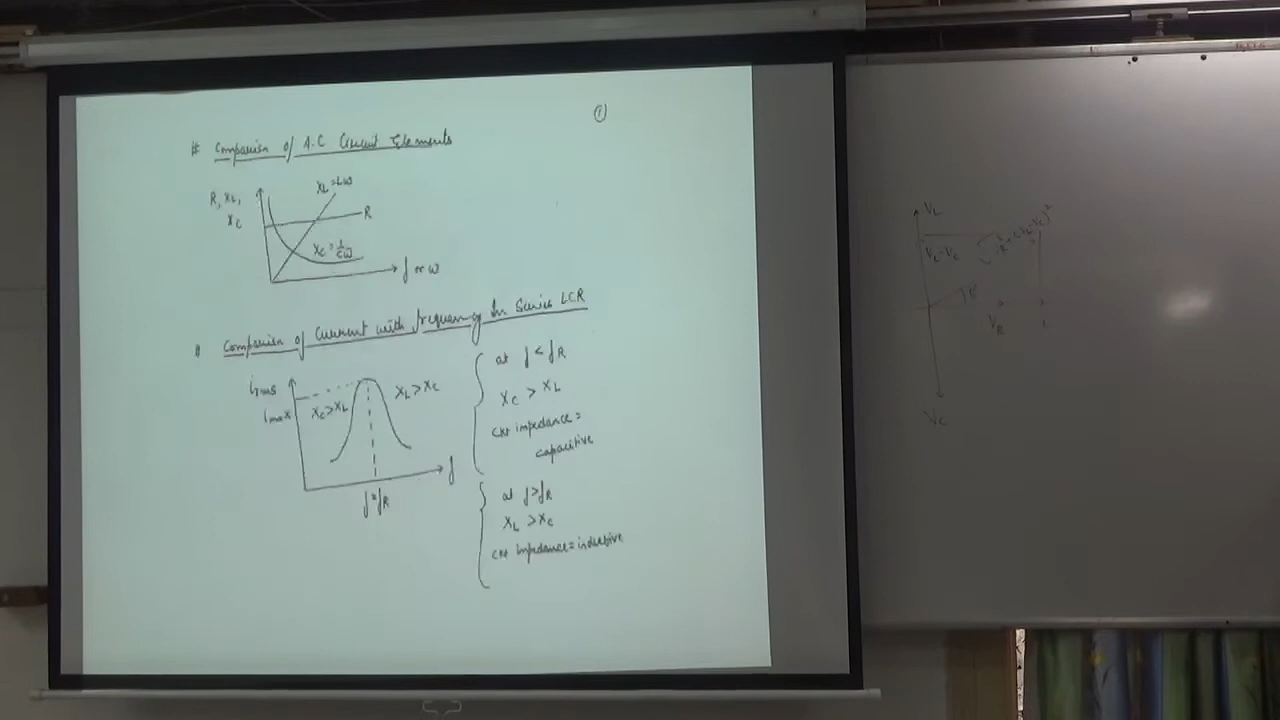 ①
# Comparison of A.C Circuit Elements
R, XL,
XC
XL = Lω
R
XC = 1/Cω
f or ω
Comparison of Current with frequency In Series LCR
irms
imax
XC > XL
XL > XC
f = fR
f
at f < fR
XC > XL
CKt impedance =
capacitive
at f > fR
XL > XC
CKt impedance = inductive
VL
VL - VC
VR
VC